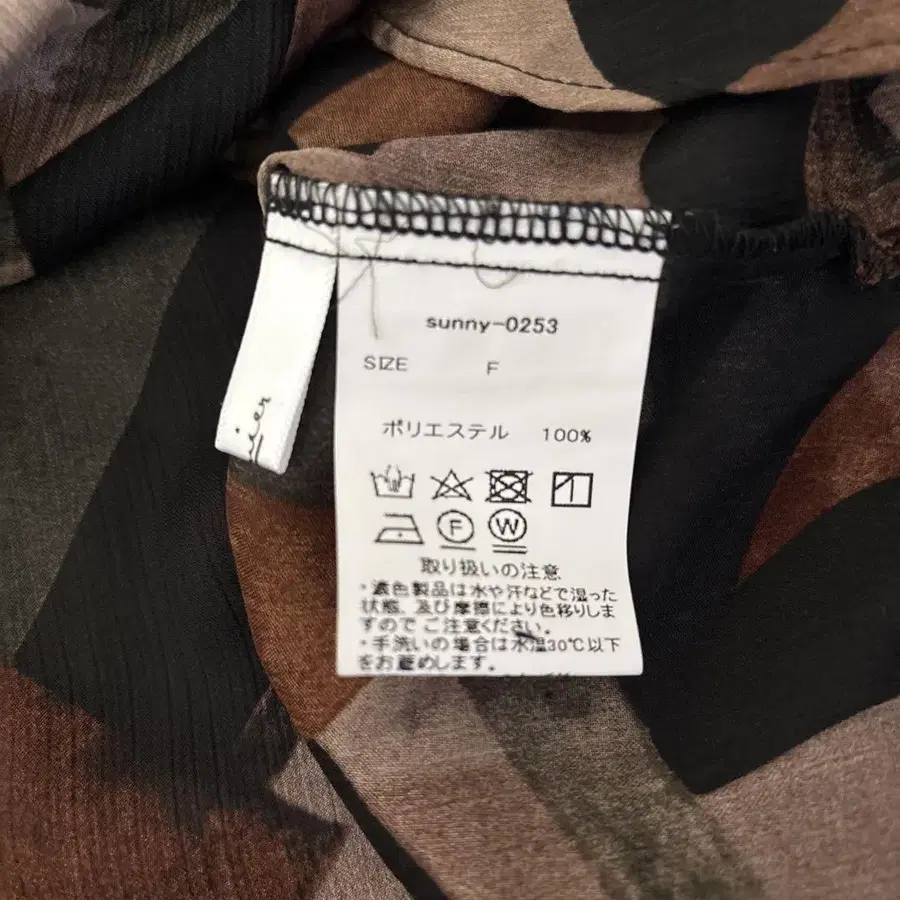 sunny-0253
SIZE F
ポリエステル 100%
F W
取り扱いの注意
・濃色製品は水や汗などで湿った
状態、及び摩擦により色移りしま
すので ご注意ください。
・手洗いの場合は水温30℃以下
をお薦めします。